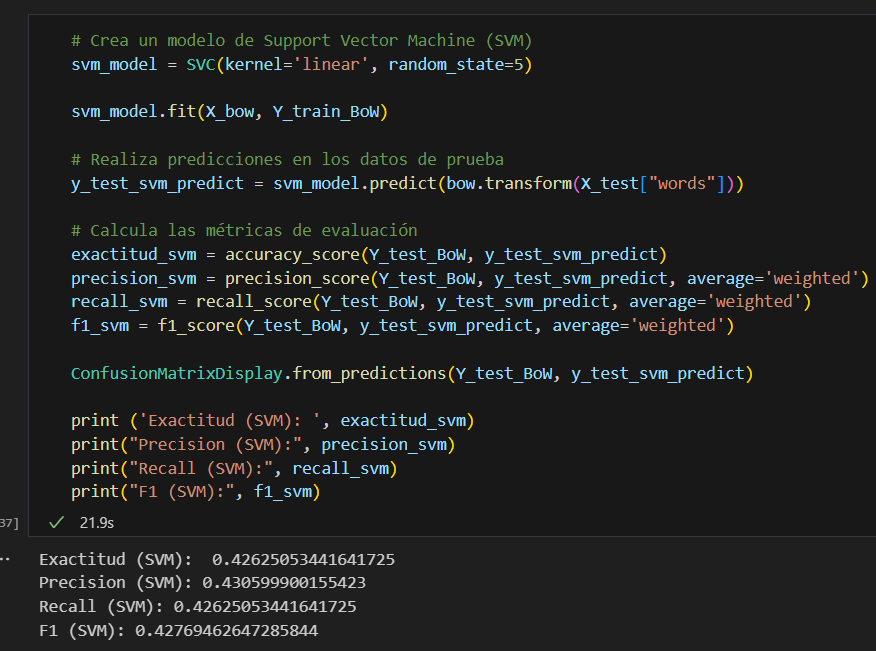 # Crea un modelo de Support Vector Machine (SVM)
svm_model = SVC(kernel='linear', random_state=5)
svm_model.fit(X_bow, Y_train_BoW)
# Realiza predicciones en los datos de prueba
y_test_svm_predict = svm_model.predict(bow.transform(X_test["words"]))
# Calcula las métricas de evaluación
exactitud_svm = accuracy_score(Y_test_BoW, y_test_svm_predict)
precision_svm = precision_score(Y_test_BoW, y_test_svm_predict, average='weighted')
recall_svm = recall_score(Y_test_BoW, y_test_svm_predict, average='weighted')
f1_svm = f1_score(Y_test_BoW, y_test_svm_predict, average='weighted')
ConfusionMatrixDisplay.from_predictions(Y_test_BoW, y_test_svm_predict)
print ('Exactitud (SVM): ', exactitud_svm)
print("Precision (SVM):", precision_svm)
print("Recall (SVM):", recall_svm)
print("F1 (SVM):", f1_svm)
37] ✓ 21.9s
Exactitud (SVM):  0.42625053441641725
Precision (SVM): 0.430599900155423
Recall (SVM): 0.42625053441641725
F1 (SVM): 0.42769462647285844